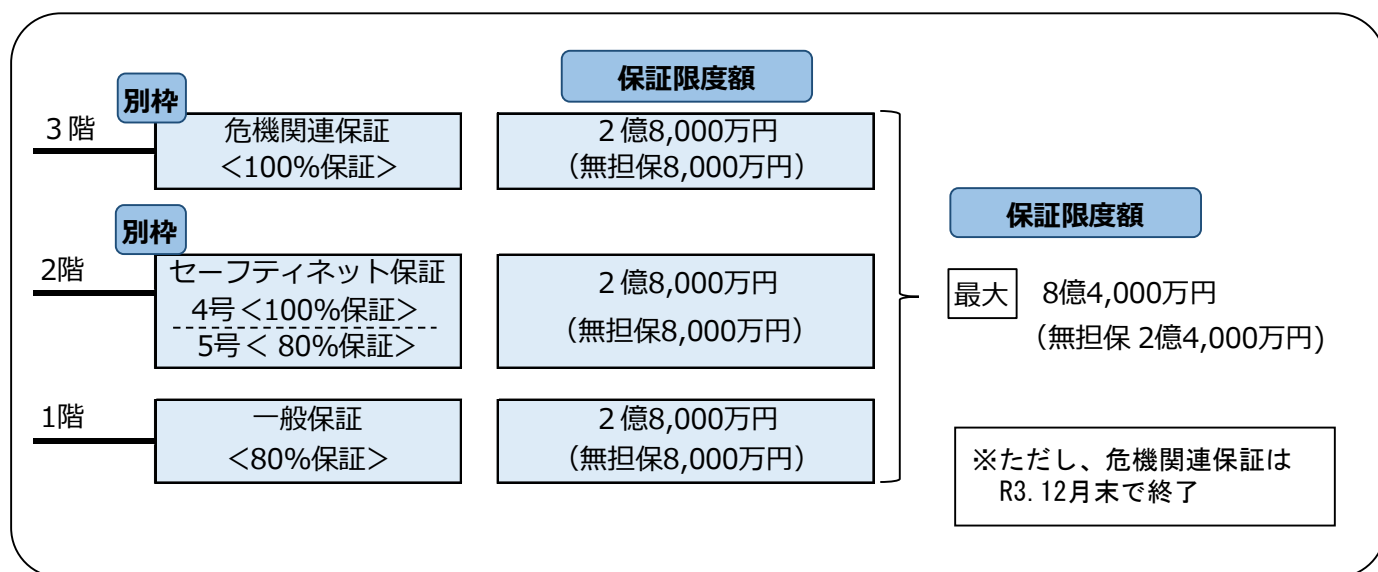 保証限度額
別枠
3階
危機関連保証
<100%保証>
2億8,000万円
(無担保8,000万円)
別枠
2階
セーフティネット保証
4号<100%保証>
5号< 80%保証>
2億8,000万円
(無担保8,000万円)
1階
一般保証
<80%保証>
2億8,000万円
(無担保8,000万円)
保証限度額
最大 8億4,000万円
(無担保 2億4,000万円)
※ただし、危機関連保証は
R3.12月末で終了